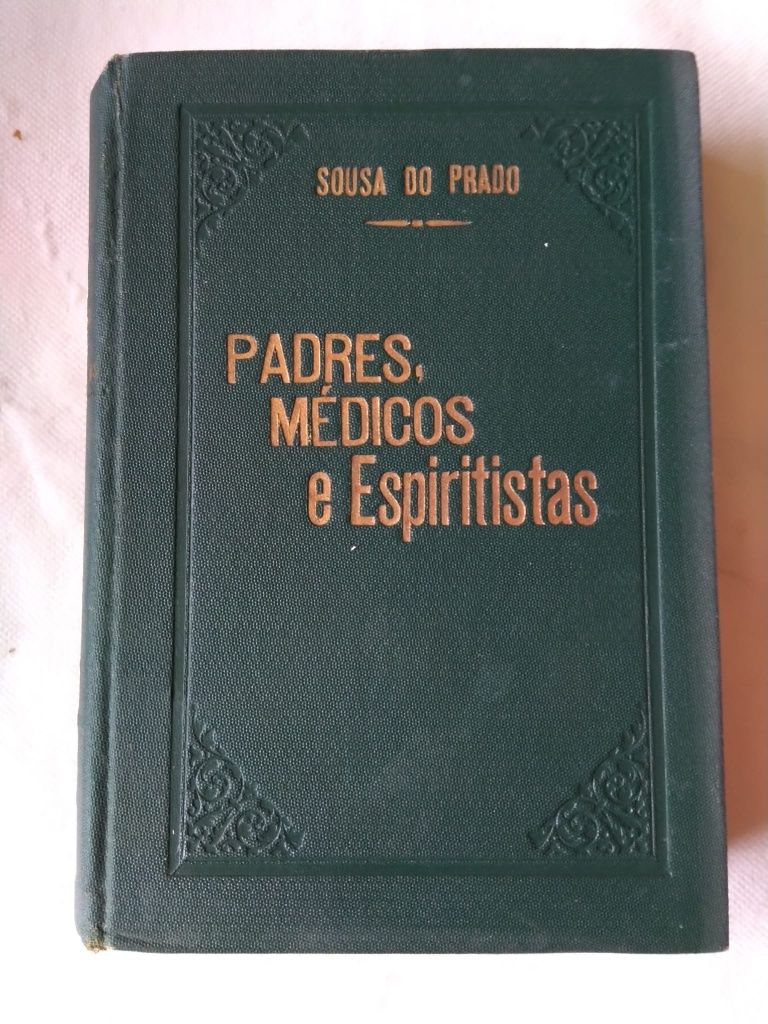 SOUSA DO PRADO
PADRES,
MÉDICOS
e Espiritistas